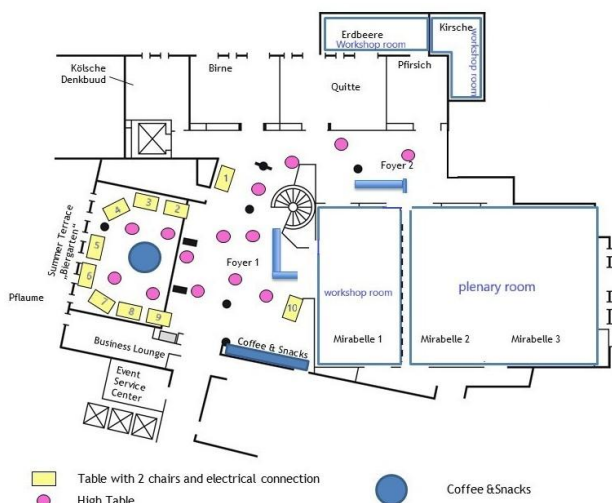 Erdbeere
Workshop room
Kirsche
workshop room
Kölsche
Denkbuud
Birne
Pfirsich
Quitte
Foyer 2
1
2
3
4
5
6
7
8
9
10
Summer Terrace
"Biergarten"
Foyer 1
workshop room
plenary room
Pflaume
Mirabelle 1
Mirabelle 2
Mirabelle 3
Business Lounge
Coffee & Snacks
Event
Service
Center
Table with 2 chairs and electrical connection
High Table
Coffee &Snacks